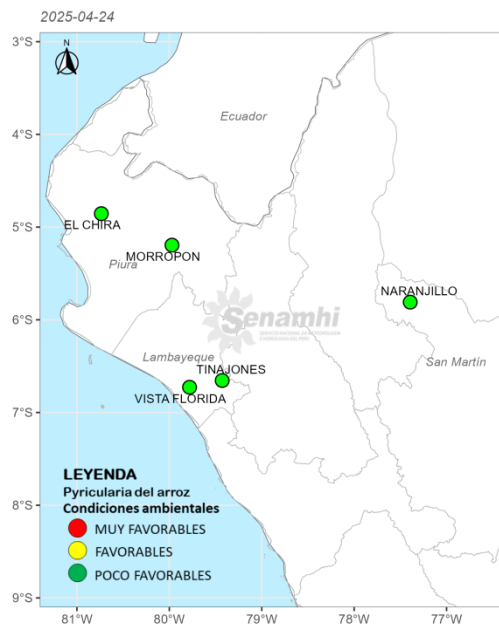 2025-04-24
3°S
N
Ecuador
4°S
EL CHIRA
5°S
MORROPON
Piura
NARANJILLO
6°S
Senamhi
Lambayeque
San Martín
TINAJONES
VISTA FLORIDA
7°S
LEYENDA
Pyricularia del arroz
Condiciones ambientales
8°S
MUY FAVORABLES
FAVORABLES
POCO FAVORABLES
9°S
81°W 80°W 79°W 78°W 77°W